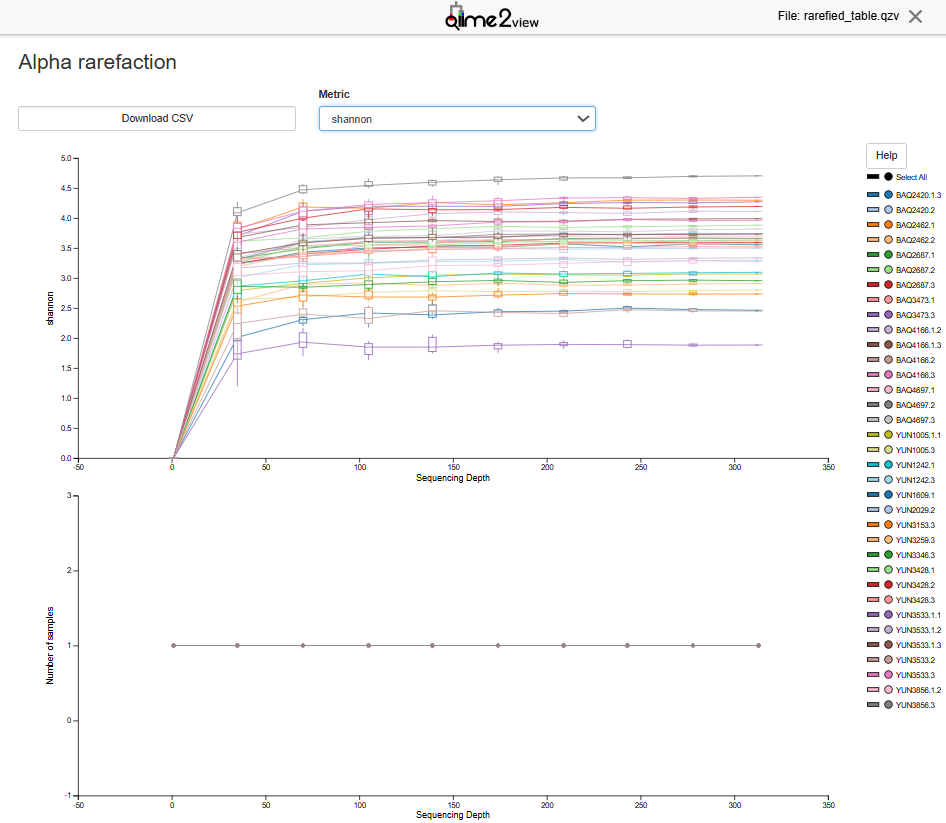 qiime2view
File: rarefied_table.qzv
Alpha rarefaction
Metric
Download CSV
shannon
Help
Select All
BAQ2420.1.3
BAQ2420.2
BAQ2462.1
BAQ2462.2
BAQ2687.1
BAQ2687.2
BAQ2687.3
BAQ3473.1
BAQ3473.3
BAQ4166.1.2
BAQ4166.1.3
BAQ4166.2
BAQ4166.3
BAQ4697.1
BAQ4697.2
BAQ4697.3
YUN1005.1.1
YUN1005.3
YUN1242.1
YUN1242.3
YUN1609.1
YUN2029.2
YUN3153.3
YUN3259.3
YUN3346.3
YUN3428.1
YUN3428.2
YUN3428.3
YUN3533.1.1
YUN3533.1.2
YUN3533.1.3
YUN3533.2
YUN3533.3
YUN3856.1.2
YUN3856.3
5.0
4.5
4.0
3.5
3.0
2.5
2.0
1.5
1.0
0.5
0.0
shannon
-50 0 50 100 150 200 250 300 350
Sequencing Depth
3
2
1
0
-1
Number of samples
-50 0 50 100 150 200 250 300 350
Sequencing Depth